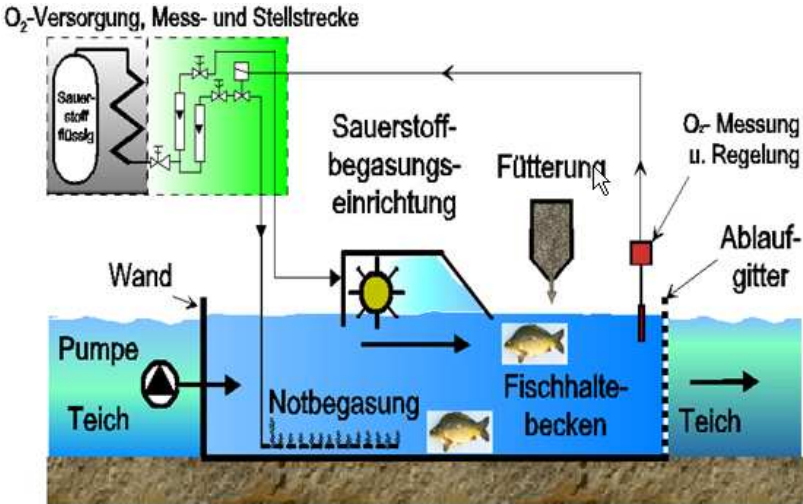 O₂-Versorgung, Mess- und Stellstrecke
Sauer-
stoff
flüssig
Sauerstoff-
begasungs-
einrichtung
Fütterung
O₂- Messung
u. Regelung
Ablauf-
gitter
Wand
Pumpe
Teich
Notbegasung
Fischhalte-
becken
Teich